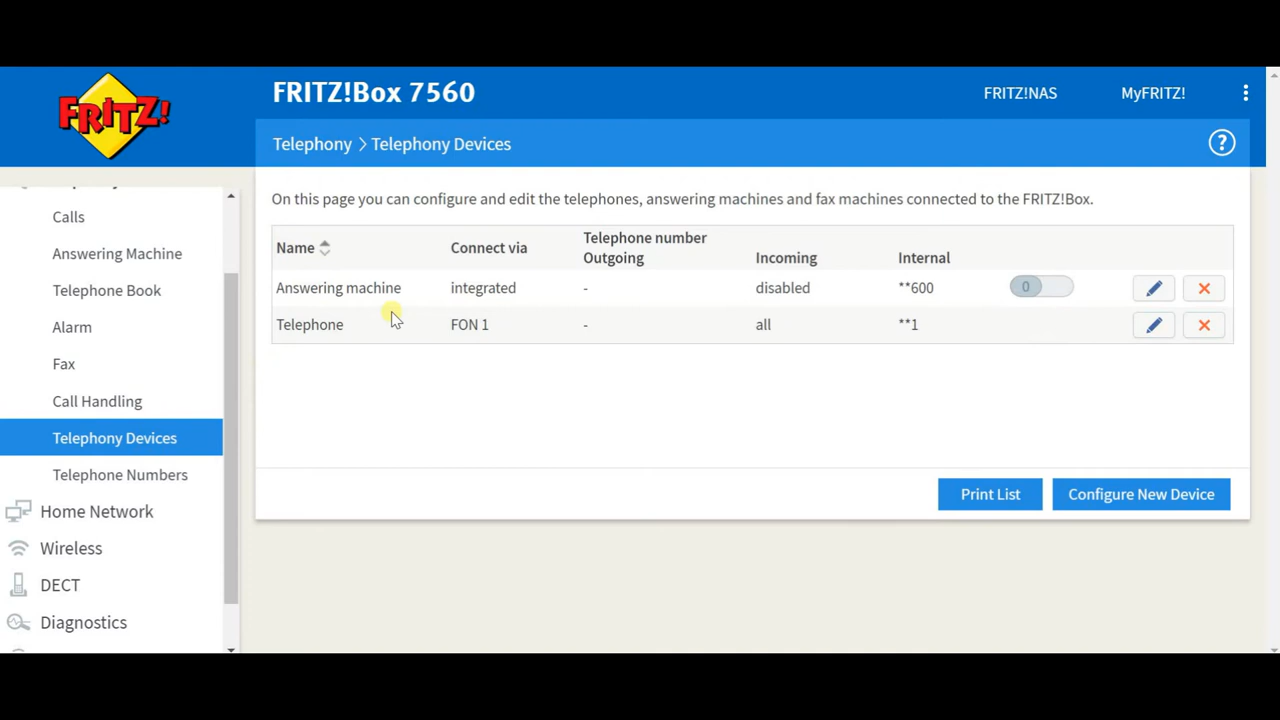 FRITZ!
FRITZ!Box 7560
FRITZ!NAS
MyFRITZ!
Telephony > Telephony Devices
?
Calls
Answering Machine
Telephone Book
Alarm
Fax
Call Handling
Telephony Devices
Telephone Numbers
Home Network
Wireless
DECT
Diagnostics
On this page you can configure and edit the telephones, answering machines and fax machines connected to the FRITZ!Box.
Name Connect via Telephone number Outgoing Incoming Internal
Answering machine integrated - disabled **600 0
Telephone FON 1 - all **1
Print List
Configure New Device